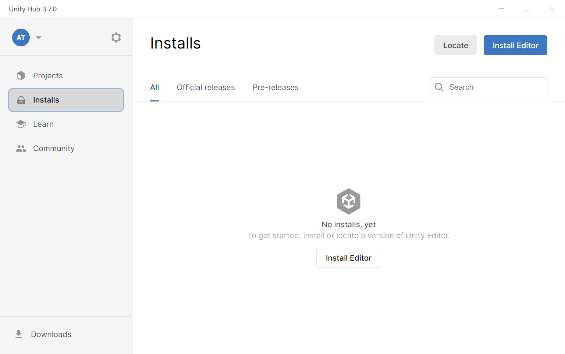 Unity Hub 3.7.0
AT
Installs
Locate
Install Editor
Projects
Installs
Learn
Community
All
Official releases
Pre-releases
Search
No installs, yet
To get started, install or locate a version of Unity Editor.
Install Editor
Downloads